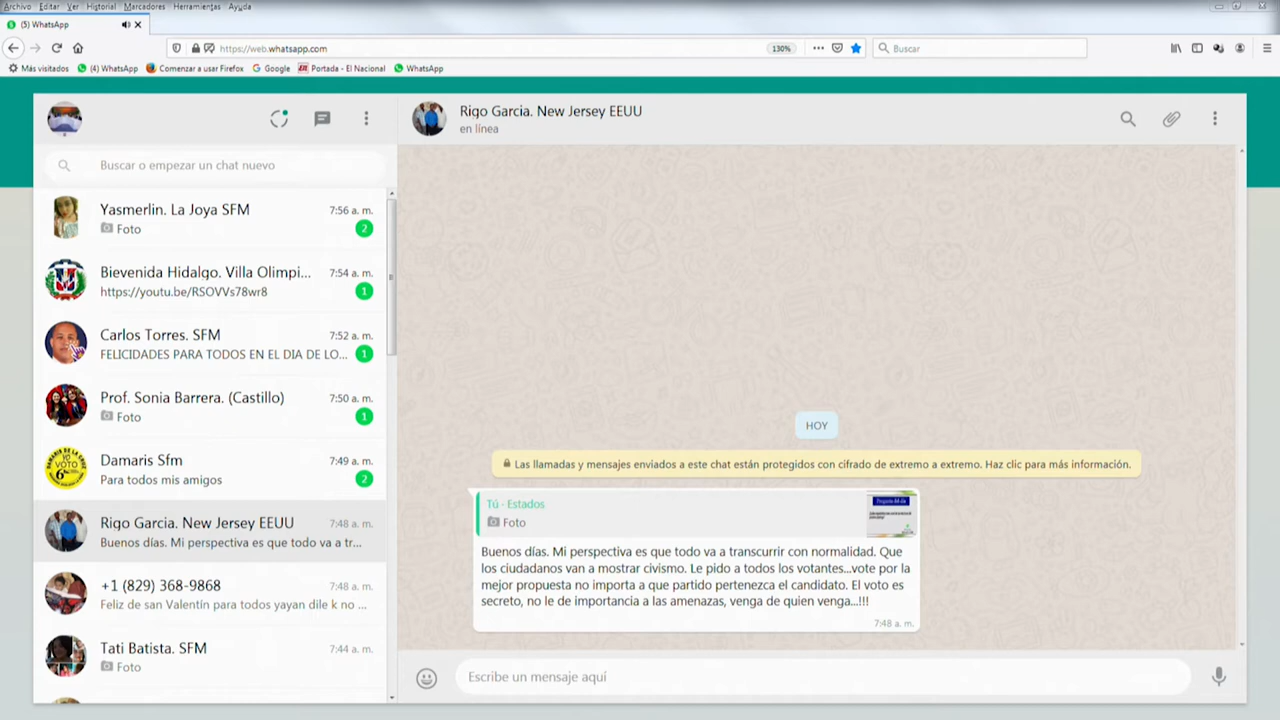 Archivo Editar Ver Historial Marcadores Herramientas Ayuda
(5) WhatsApp
https://web.whatsapp.com
130%
Buscar
Más visitados
(4) WhatsApp
Comenzar a usar Firefox
Google
Portada - El Nacional
WhatsApp
Buscar o empezar un chat nuevo
Yasmerlin. La Joya SFM 7:56 a. m.
Foto 2
Bievenida Hidalgo. Villa Olimpi... 7:54 a. m.
https://youtu.be/RSOVVs78wr8 1
Carlos Torres. SFM 7:52 a. m.
FELICIDADES PARA TODOS EN EL DIA DE LO... 1
Prof. Sonia Barrera. (Castillo) 7:50 a. m.
Foto 1
Damaris Sfm 7:49 a. m.
Para todos mis amigos 2
Rigo Garcia. New Jersey EEUU 7:48 a. m.
Buenos días. Mi perspectiva es que todo va a tr...
+1 (829) 368-9868 7:48 a. m.
Feliz de san Valentín para todos yayan dile k no ...
Tati Batista. SFM 7:44 a. m.
Foto
Rigo Garcia. New Jersey EEUU
en línea
HOY
Las llamadas y mensajes enviados a este chat están protegidos con cifrado de extremo a extremo. Haz clic para más información.
Tú · Estados
Foto
Buenos días. Mi perspectiva es que todo va a transcurrir con normalidad. Que
los ciudadanos van a mostrar civismo. Le pido a todos los votantes...vote por la
mejor propuesta no importa a que partido pertenezca el candidato. El voto es
secreto, no le de importancia a las amenazas, venga de quien venga...!!!
7:48 a. m.
Escribe un mensaje aquí